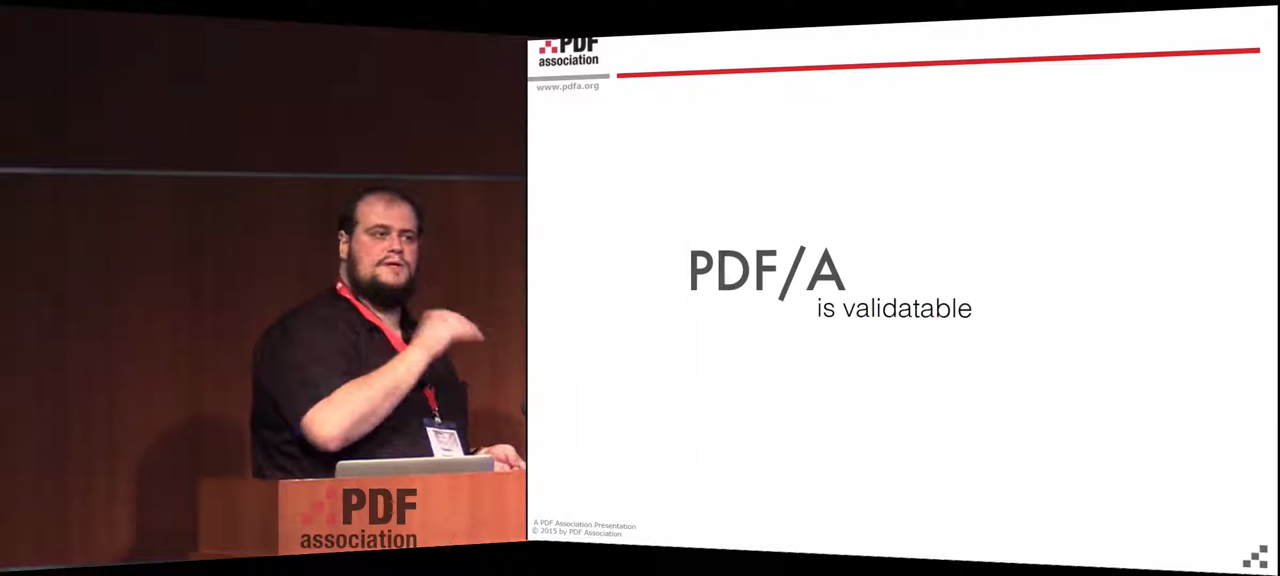 PDF
association
www.pdfa.org
PDF/A
is validatable
A PDF Association Presentation
© 2015 by PDF Association
PDF
association